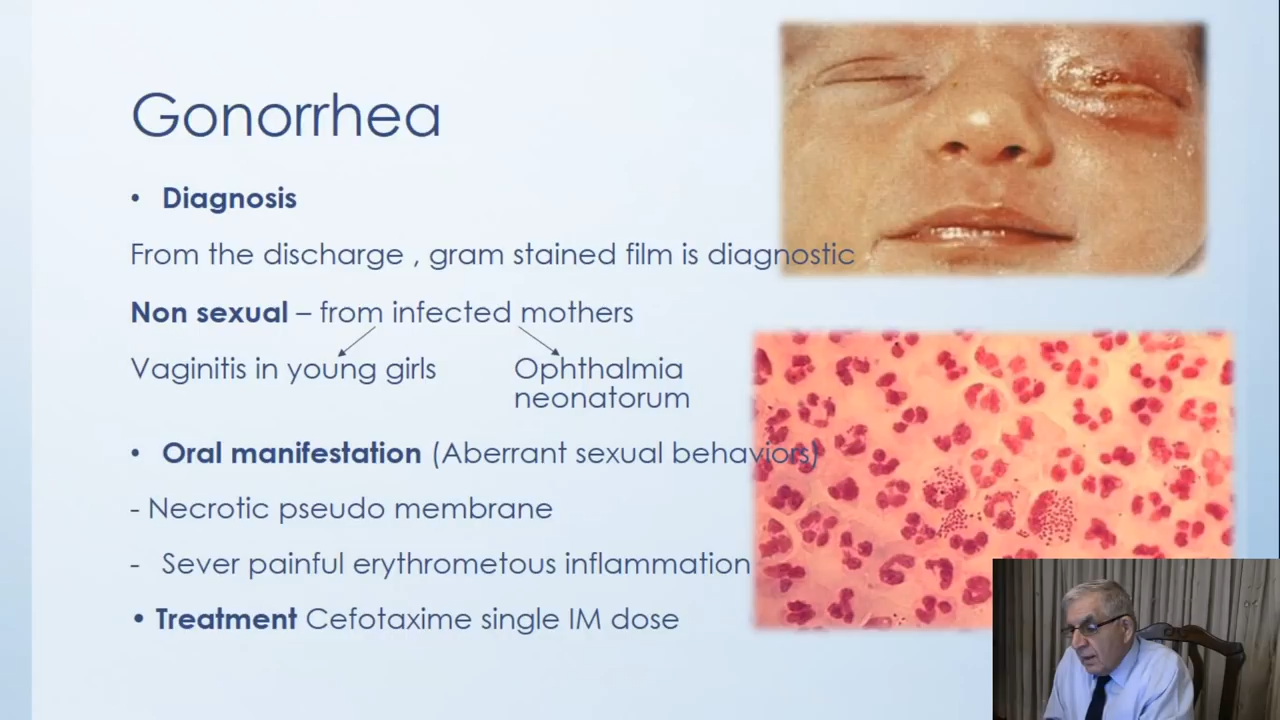 Gonorrhea
• Diagnosis
From the discharge , gram stained film is diagnostic
Non sexual – from infected mothers
Vaginitis in young girls
Ophthalmia
neonatorum
• Oral manifestation (Aberrant sexual behaviors)
- Necrotic pseudo membrane
- Sever painful erythrometous inflammation
• Treatment Cefotaxime single IM dose